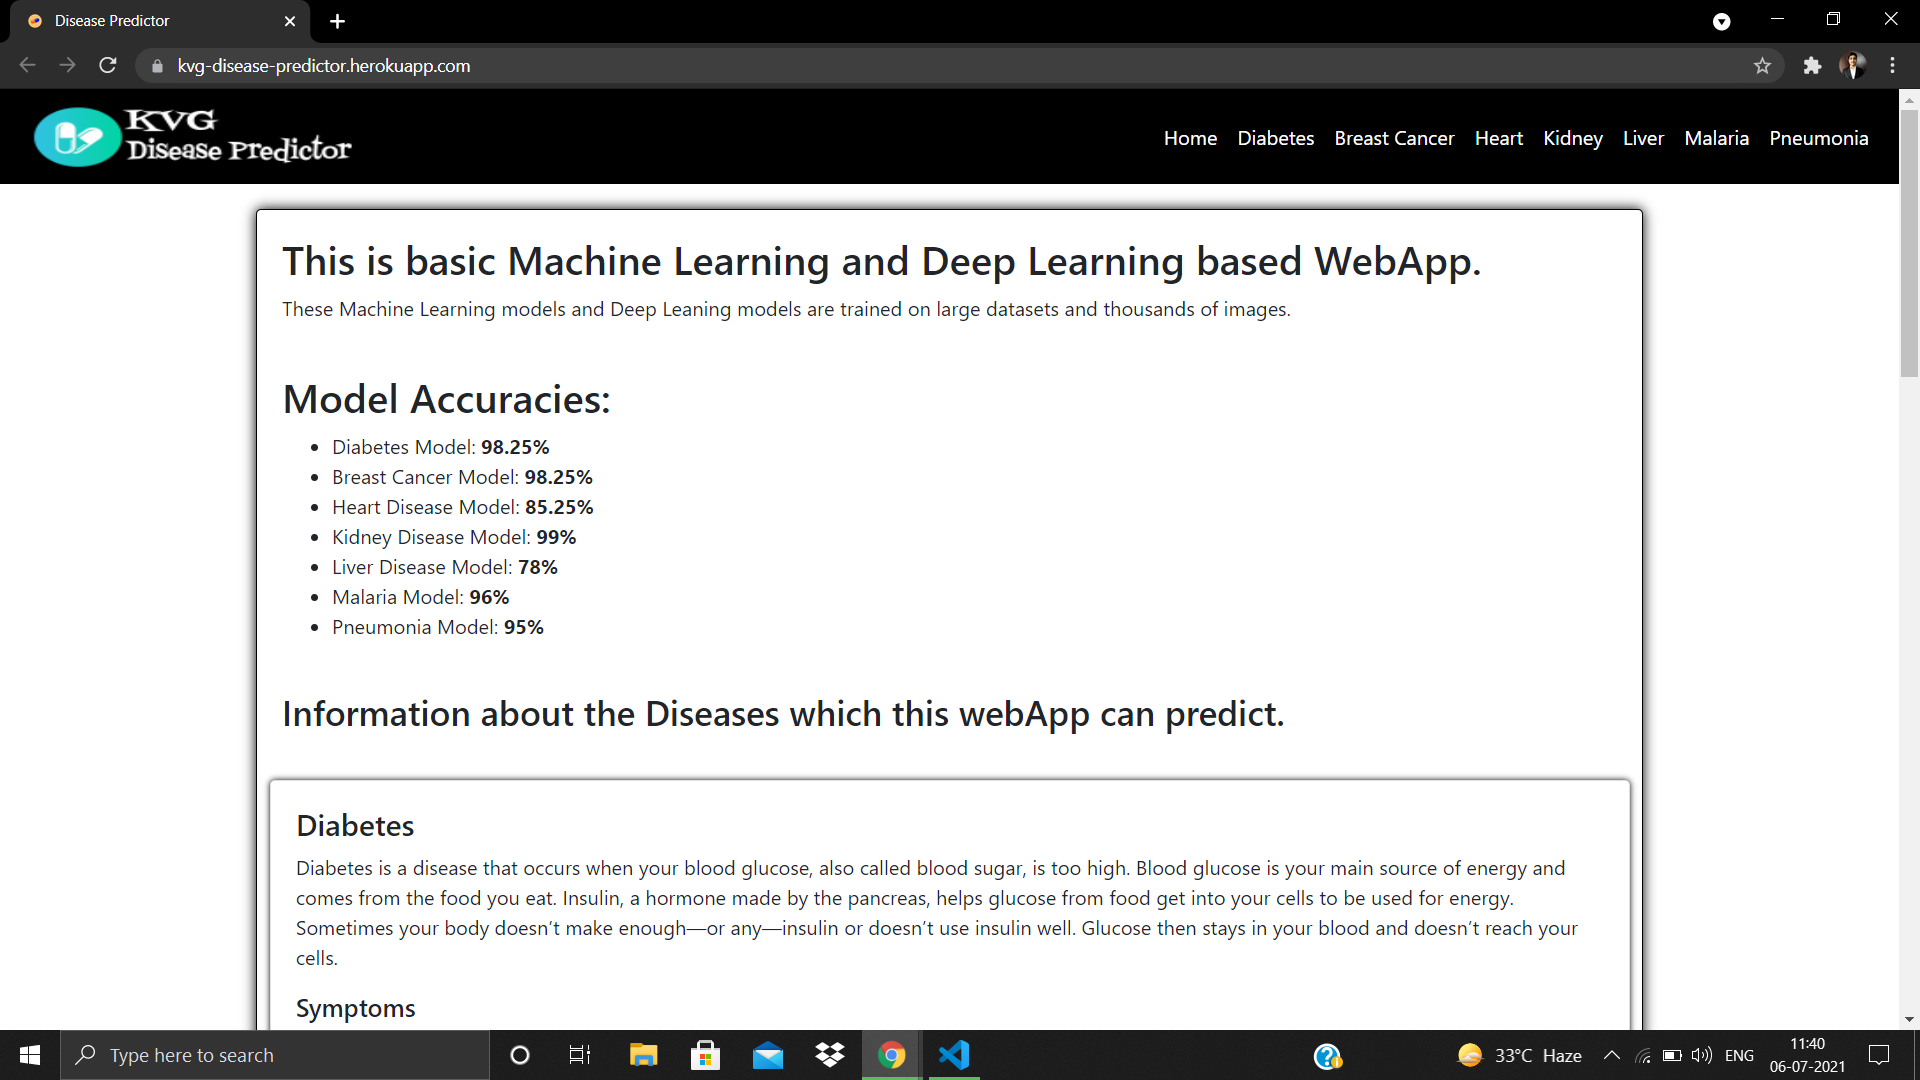 Disease Predictor
kvg-disease-predictor.herokuapp.com
KVG
Disease Predictor
Home Diabetes Breast Cancer Heart Kidney Liver Malaria Pneumonia
This is basic Machine Learning and Deep Learning based WebApp.
These Machine Learning models and Deep Leaning models are trained on large datasets and thousands of images.
Model Accuracies:
Diabetes Model: 98.25%
Breast Cancer Model: 98.25%
Heart Disease Model: 85.25%
Kidney Disease Model: 99%
Liver Disease Model: 78%
Malaria Model: 96%
Pneumonia Model: 95%
Information about the Diseases which this webApp can predict.
Diabetes
Diabetes is a disease that occurs when your blood glucose, also called blood sugar, is too high. Blood glucose is your main source of energy and
comes from the food you eat. Insulin, a hormone made by the pancreas, helps glucose from food get into your cells to be used for energy.
Sometimes your body doesn’t make enough—or any—insulin or doesn’t use insulin well. Glucose then stays in your blood and doesn’t reach your
cells.
Symptoms
Type here to search
33°C Haze
ENG
11:40
06-07-2021